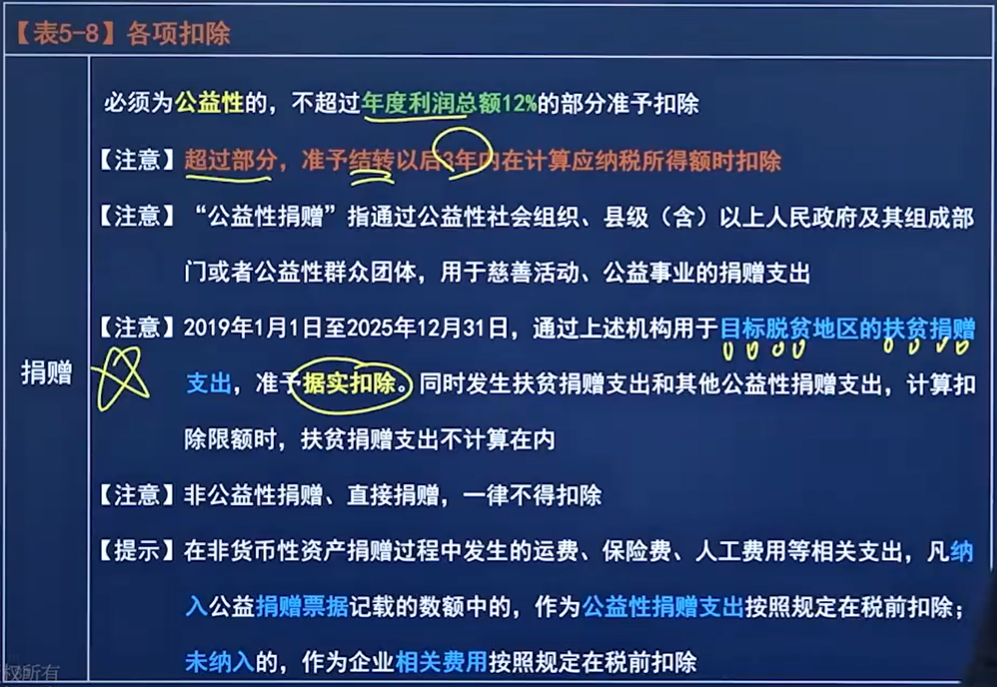 【表5-8】各项扣除
必须为公益性的，不超过年度利润总额12%的部分准予扣除
【注意】超过部分，准予结转以后3年内在计算应纳税所得额时扣除
【注意】“公益性捐赠”指通过公益性社会组织、县级（含）以上人民政府及其组成部
门或者公益性群众团体，用于慈善活动、公益事业的捐赠支出
【注意】2019年1月1日至2025年12月31日，通过上述机构用于目标脱贫地区的扶贫捐赠
捐赠
支出，准予据实扣除。同时发生扶贫捐赠支出和其他公益性捐赠支出，计算扣
除限额时，扶贫捐赠支出不计算在内
【注意】非公益性捐赠、直接捐赠，一律不得扣除
【提示】在非货币性资产捐赠过程中发生的运费、保险费、人工费用等相关支出，凡纳
入公益捐赠票据记载的数额中的，作为公益性捐赠支出按照规定在税前扣除；
未纳入的，作为企业相关费用按照规定在税前扣除
权所有